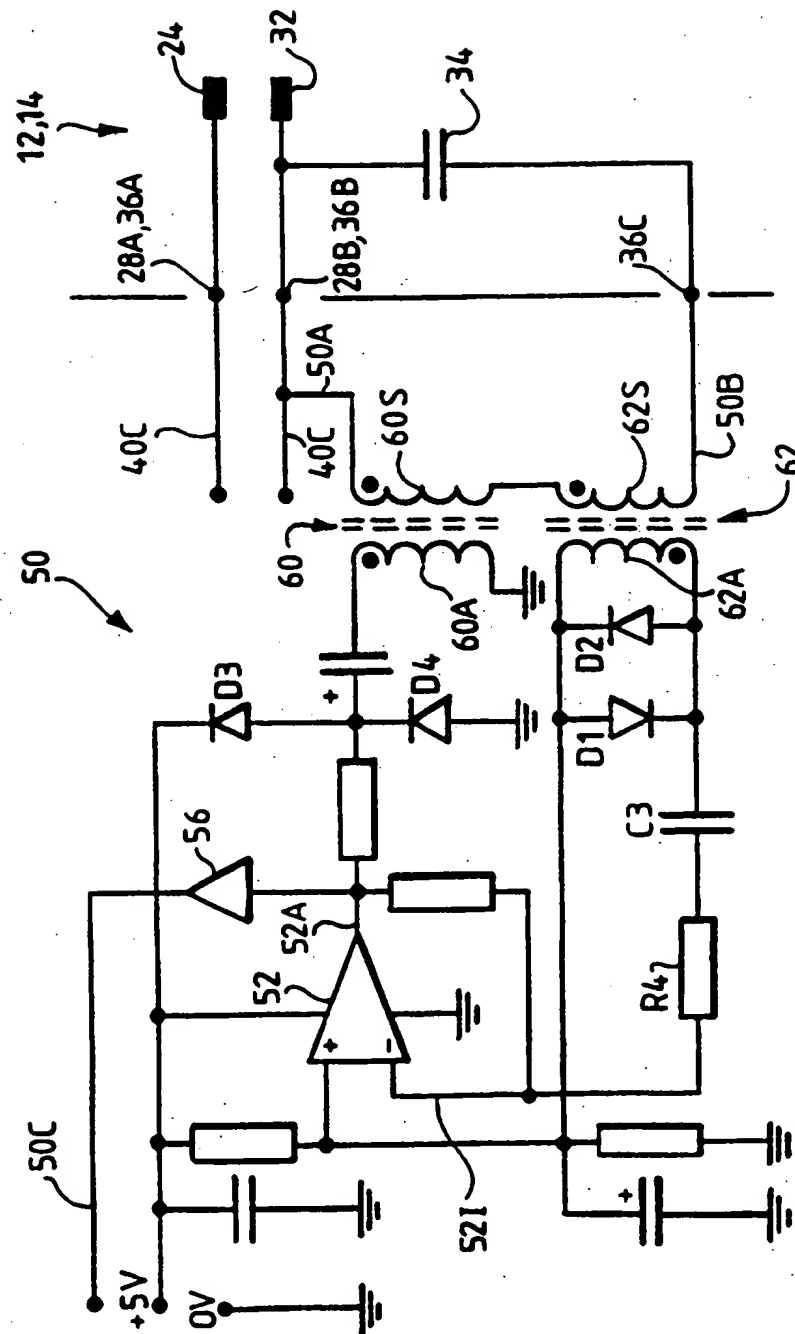 12,14
24
32
28A,36A
28B,36B
34
36C
40C
40C
50A
50B
50
60
60S
62S
62
60A
62A
D3
D4
D2
D1
C3
R4
56
52A
52
+
-
+
+
52I
50C
+5V
0V